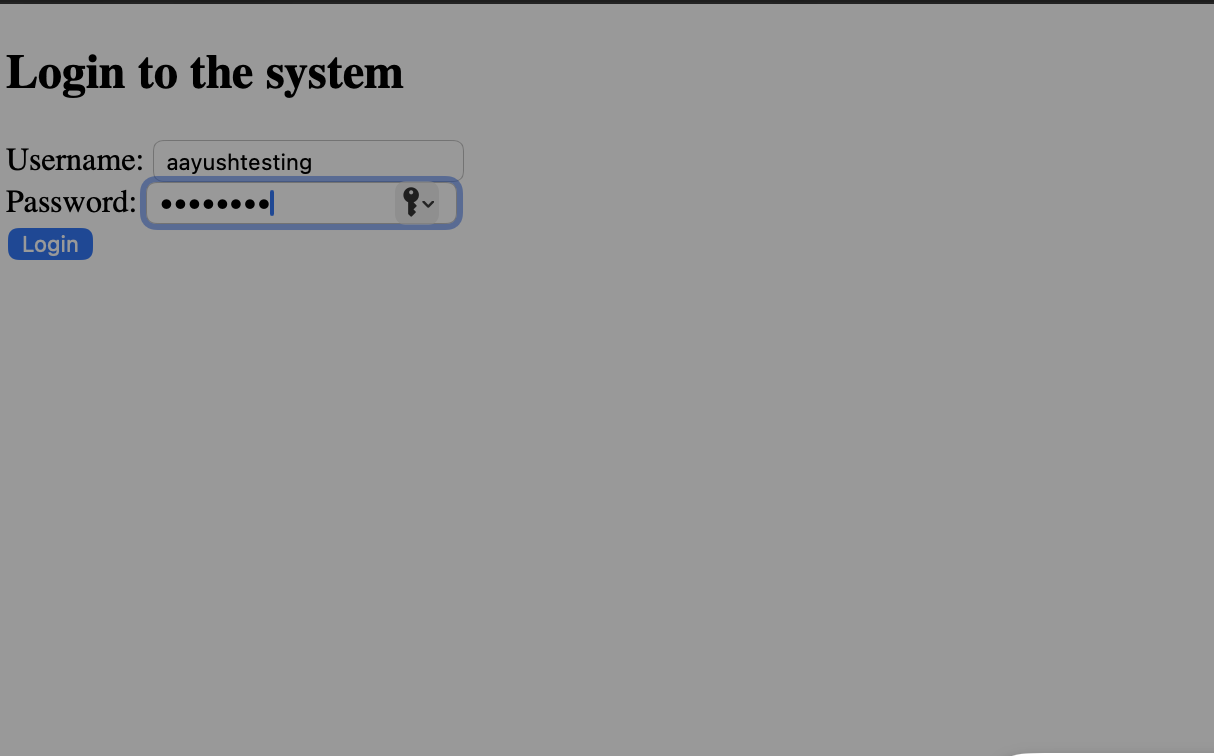 Login to the system
Username: aayushtesting
Password: ••••••••
Login